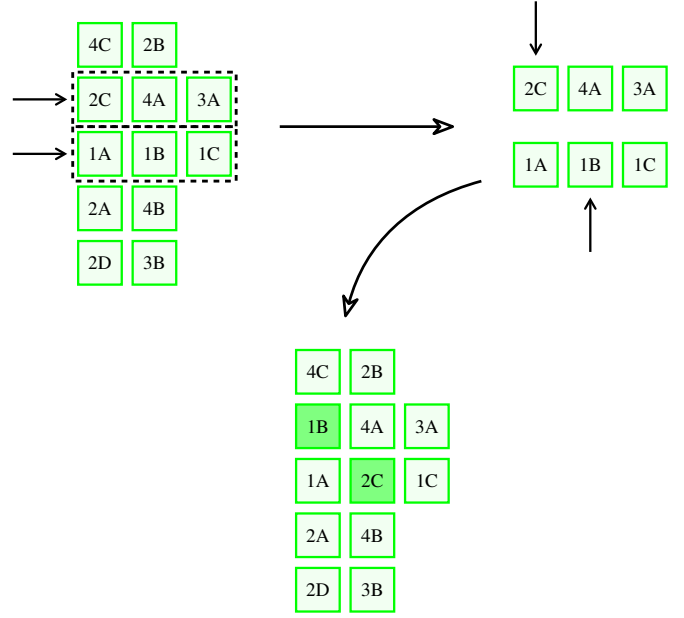 4C 2B
2C 4A 3A
1A 1B 1C
2A 4B
2D 3B
2C 4A 3A
1A 1B 1C
4C 2B
1B 4A 3A
1A 2C 1C
2A 4B
2D 3B